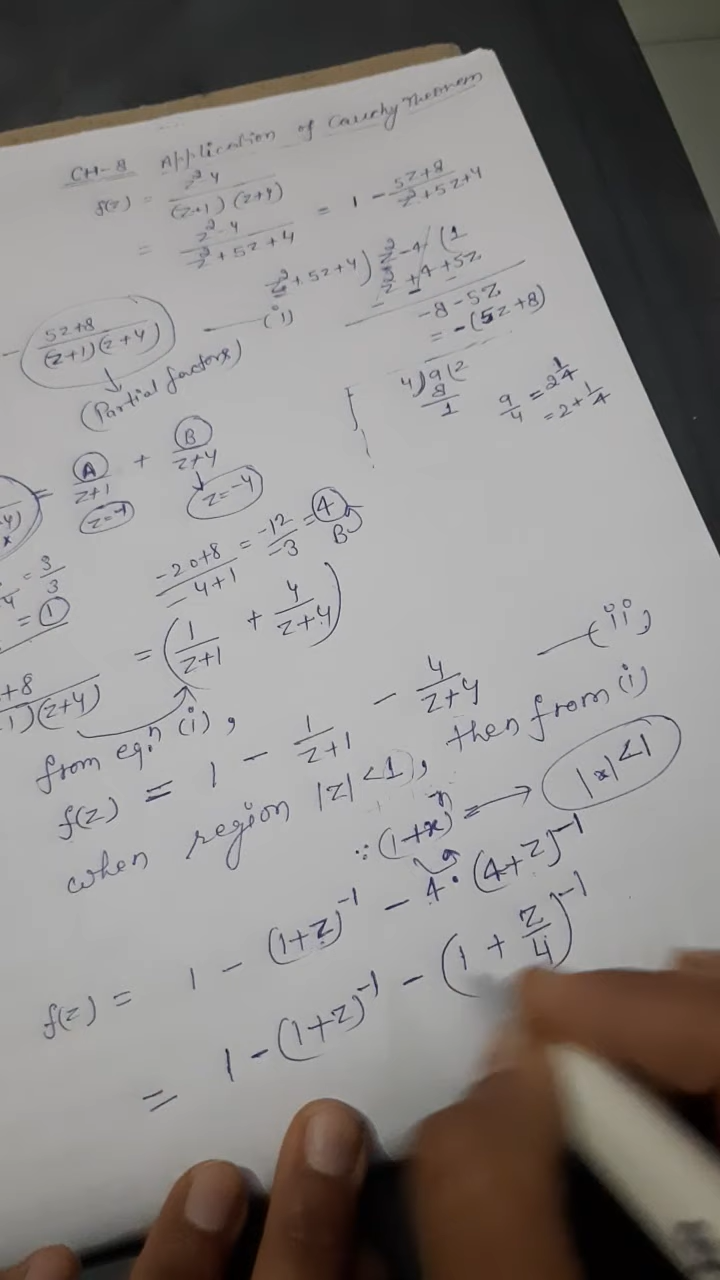 CH-8 Application of Cauchy Theorem
f(z) = z²-4 / (z+1)(z+4)
= z²-4 / z²+5z+4 = 1 - 5z+8 / z²+5z+4
z²+5z+4) z²-4 (1
z²+4+5z
-8-5z
= -(5z+8)
- 5z+8 / (z+1)(z+4) —(i)
(Partial factors)
4)9(2
8
1
9/4 = 2 1/4
= 2+1/4
= A/z+1 + B/z+4
z=-1 z=-4
= 3/3
= 1
-20+8 / -4+1 = -12/-3 = 4
B
+8 / 1)(z+4) = (1/z+1 + 4/z+4)
from eqⁿ (i),
f(z) = 1 - 1/z+1 - 4/z+4 —(ii)
when region |z|<1, then from (i)
∵ (1+x)ⁿ = → |x|<1
f(z) = 1 - (1+z)⁻¹ - 4·(4+z)⁻¹
= 1-(1+z)⁻¹ - (1+z/4)⁻¹